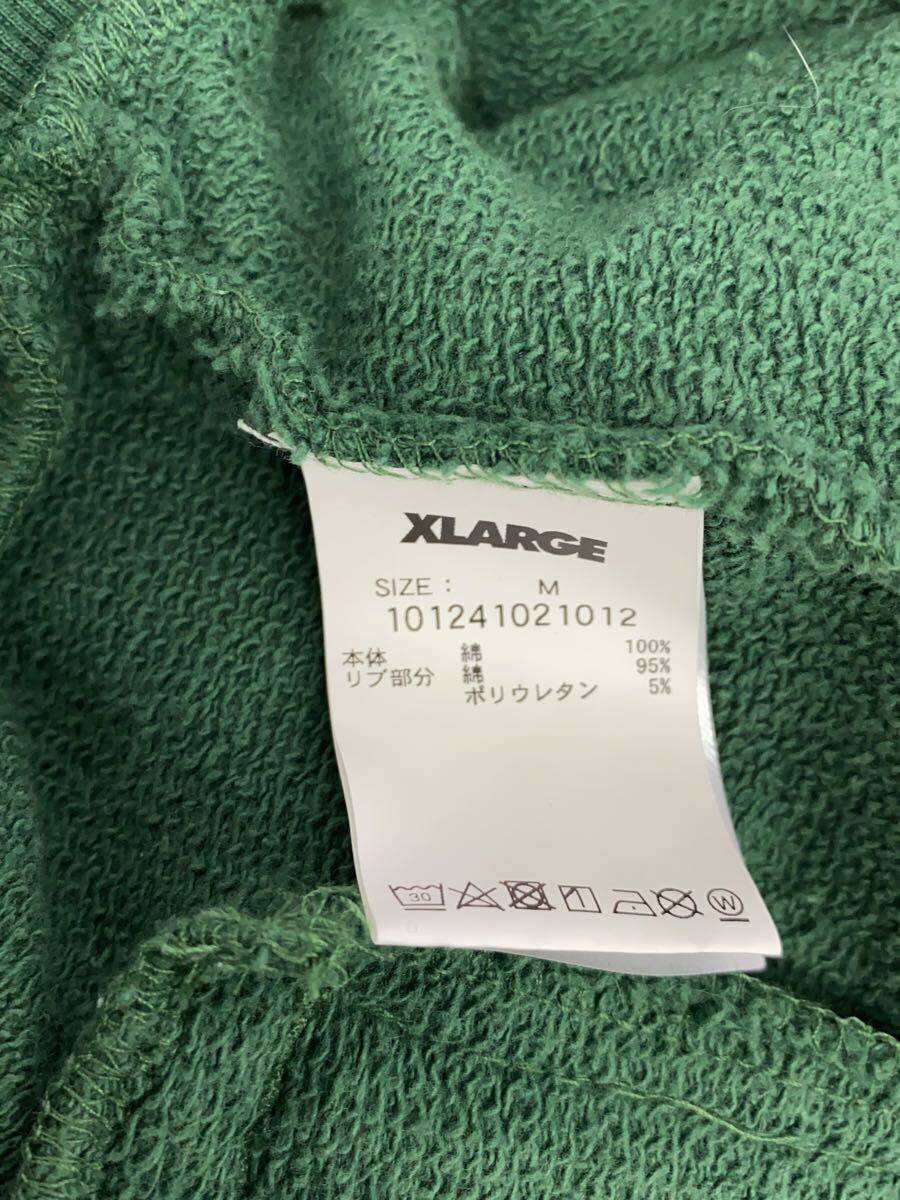 XLARGE
SIZE : M
101241021012
本体 綿 100%
リブ部分 綿 95%
ポリウレタン 5%
30
W